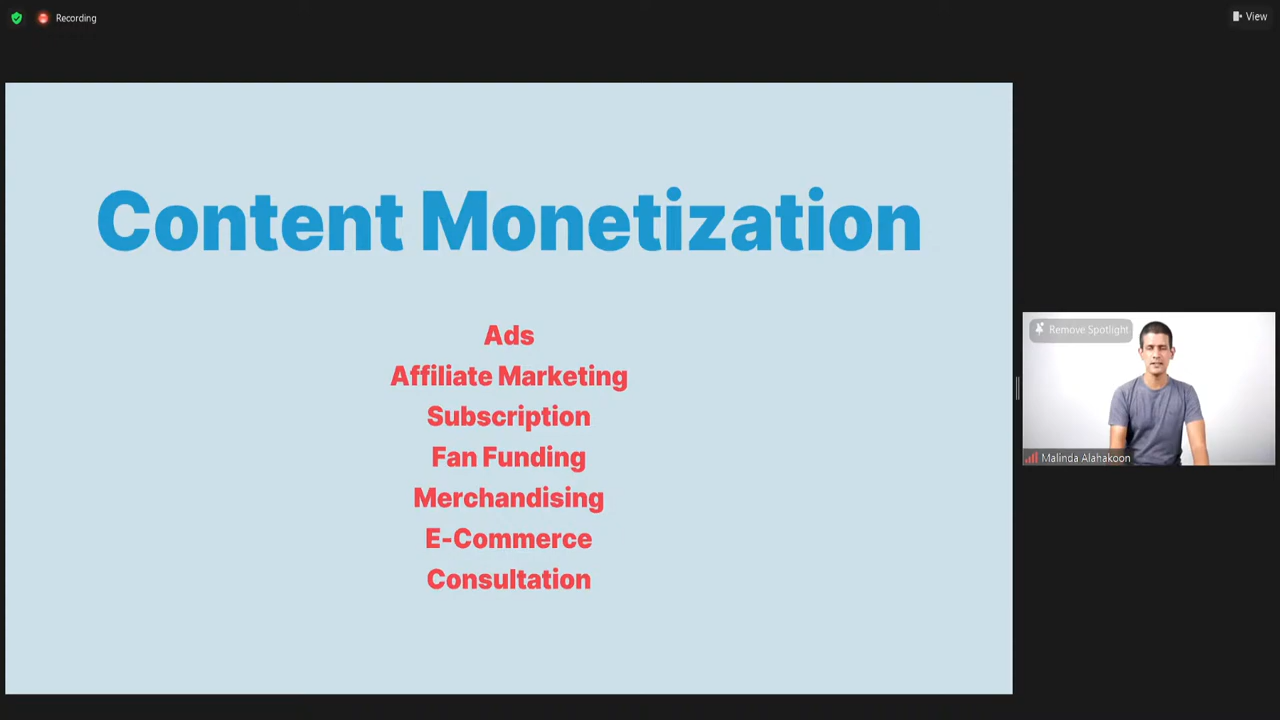 Recording
View
Content Monetization
Ads
Affiliate Marketing
Subscription
Fan Funding
Merchandising
E-Commerce
Consultation
Remove Spotlight
Malinda Alahakoon